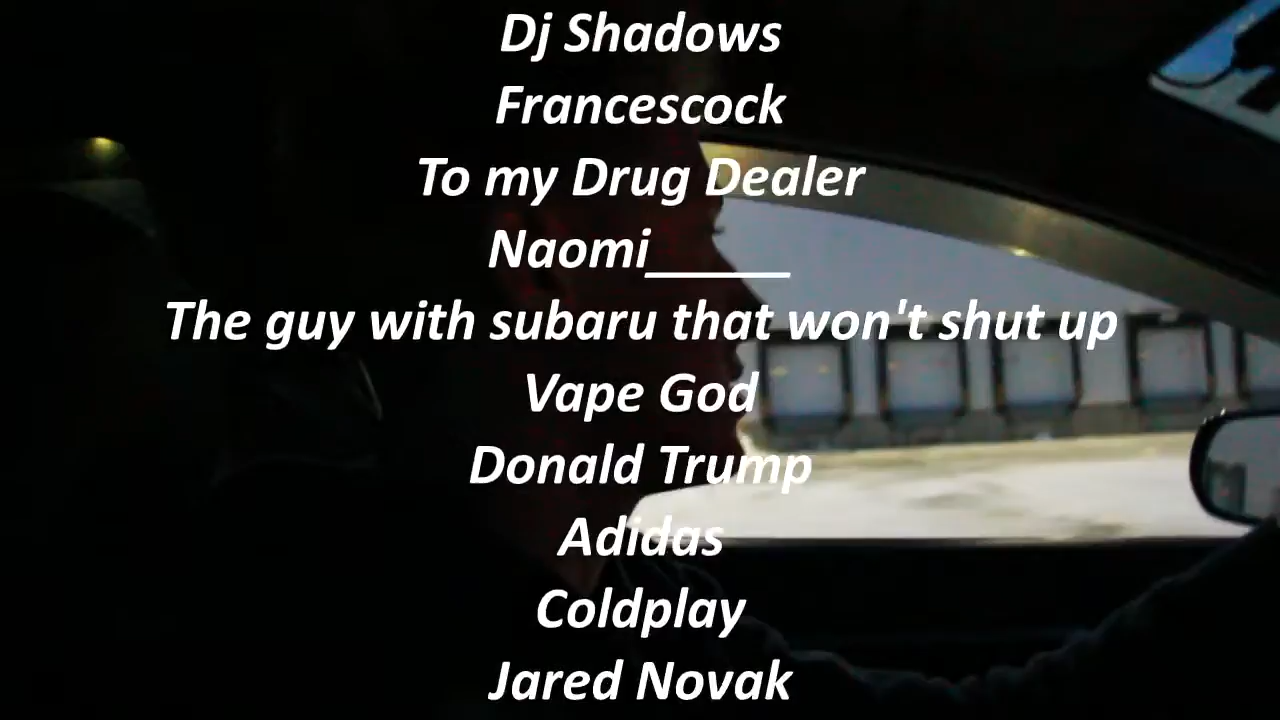 Dj Shadows
Francescock
To my Drug Dealer
Naomi_____
The guy with subaru that won't shut up
Vape God
Donald Trump
Adidas
Coldplay
Jared Novak